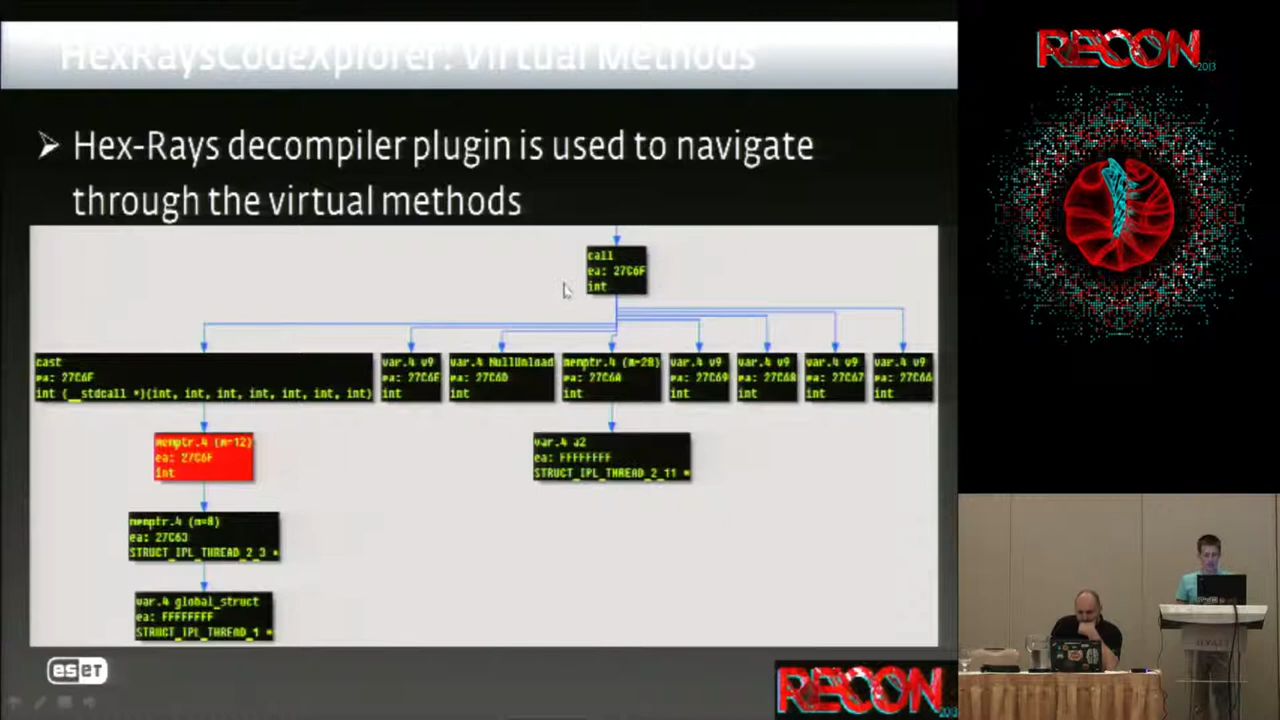 HexRaysCodeXplorer: Virtual Methods
RECON
2013
Hex-Rays decompiler plugin is used to navigate
through the virtual methods
call
ea: 27C6F
int
cast
ea: 27C6F
int (__stdcall *)(int, int, int, int, int, int, int)
var.4 v9
ea: 27C6E
int
var.4 NullUnload
ea: 27C6D
int
memptr.4 (m=28)
ea: 27C6A
int
var.4 v9
ea: 27C69
int
var.4 v9
ea: 27C68
int
var.4 v9
ea: 27C67
int
var.4 v9
ea: 27C66
int
memptr.4 (m=12)
ea: 27C6F
int
var.4 a2
ea: FFFFFFFF
STRUCT_IPL_THREAD_2_11 *
memptr.4 (m=8)
ea: 27C63
STRUCT_IPL_THREAD_2_3 *
var.4 global_struct
ea: FFFFFFFF
STRUCT_IPL_THREAD_1 *
eset
RECON
2013
HYATT